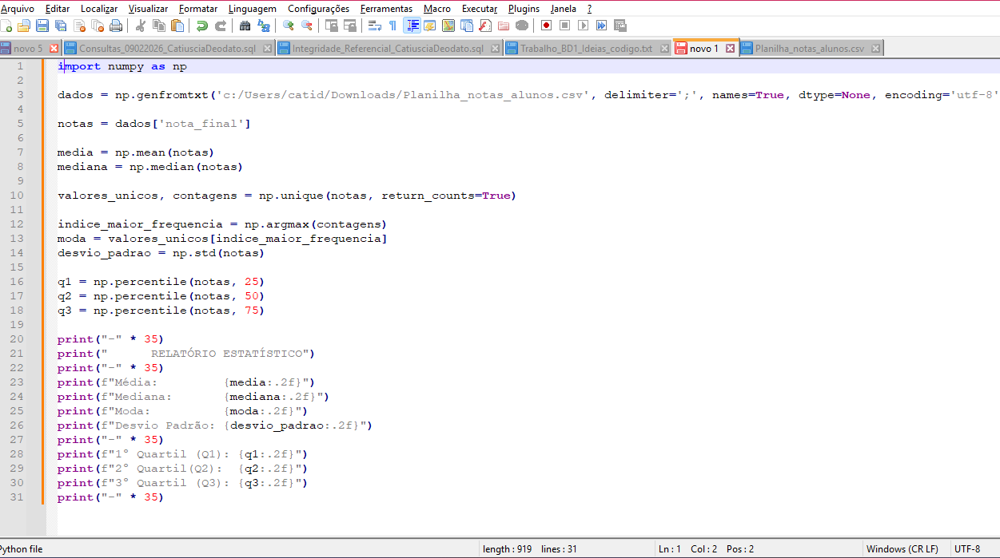 Arquivo Editar Localizar Visualizar Formatar Linguagem Configurações Ferramentas Macro Executar Plugins Janela ?
novo 5 Consultas_09022026_CatiusciaDeodato.sql Integridade_Referencial_CatiusciaDeodato.sql Trabalho_BD1_Ideias_codigo.txt novo 1 Planilha_notas_alunos.csv
1 import numpy as np
2
3 dados = np.genfromtxt('c:/Users/catid/Downloads/Planilha_notas_alunos.csv', delimiter=';', names=True, dtype=None, encoding='utf-8'
4
5 notas = dados['nota_final']
6
7 media = np.mean(notas)
8 mediana = np.median(notas)
9
10 valores_unicos, contagens = np.unique(notas, return_counts=True)
11
12 indice_maior_frequencia = np.argmax(contagens)
13 moda = valores_unicos[indice_maior_frequencia]
14 desvio_padrao = np.std(notas)
15
16 q1 = np.percentile(notas, 25)
17 q2 = np.percentile(notas, 50)
18 q3 = np.percentile(notas, 75)
19
20 print("-" * 35)
21 print("      RELATÓRIO ESTATÍSTICO")
22 print("-" * 35)
23 print(f"Média:         {media:.2f}")
24 print(f"Mediana:       {mediana:.2f}")
25 print(f"Moda:          {moda:.2f}")
26 print(f"Desvio Padrão: {desvio_padrao:.2f}")
27 print("-" * 35)
28 print(f"1º Quartil (Q1): {q1:.2f}")
29 print(f"2º Quartil(Q2):  {q2:.2f}")
30 print(f"3º Quartil (Q3): {q3:.2f}")
31 print("-" * 35)
Python file length : 919 lines : 31 Ln : 1 Col : 2 Pos : 2 Windows (CR LF) UTF-8